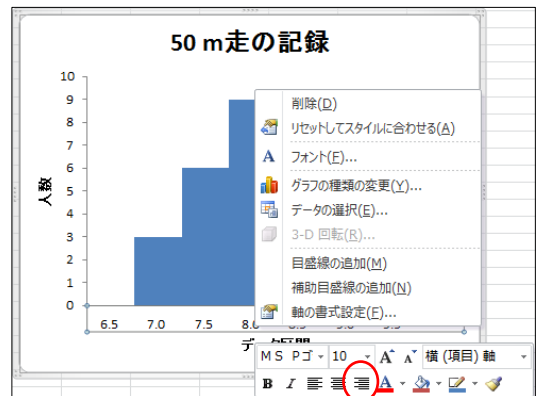 50 m走の記録
10
9
8
7
6
5
4
3
2
1
0
人数
6.5 7.0 7.5 8.0
削除(D)
リセットしてスタイルに合わせる(A)
フォント(F)...
グラフの種類の変更(Y)...
データの選択(E)...
3-D 回転(R)...
目盛線の追加(M)
補助目盛線の追加(N)
軸の書式設定(F)...
ＭＳ Ｐゴ 10 A A 横 (項目) 軸
B I A